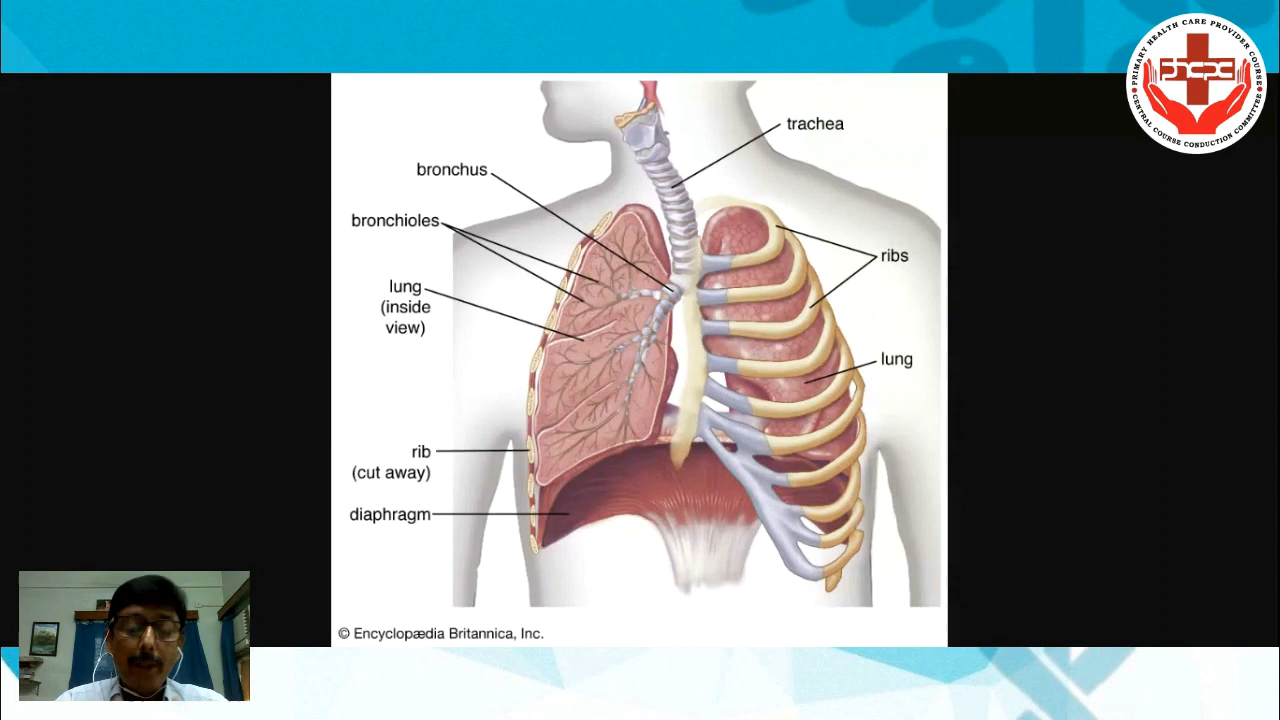 PRIMARY HEALTH CARE PROVIDER COURSE
phcpc
CENTRAL COURSE CONDUCTION COMMITTEE
trachea
bronchus
bronchioles
ribs
lung
(inside
view)
lung
rib
(cut away)
diaphragm
© Encyclopædia Britannica, Inc.